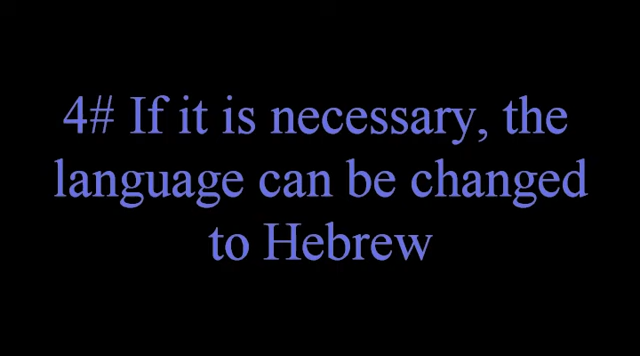 4# If it is necessary, the
language can be changed
to Hebrew